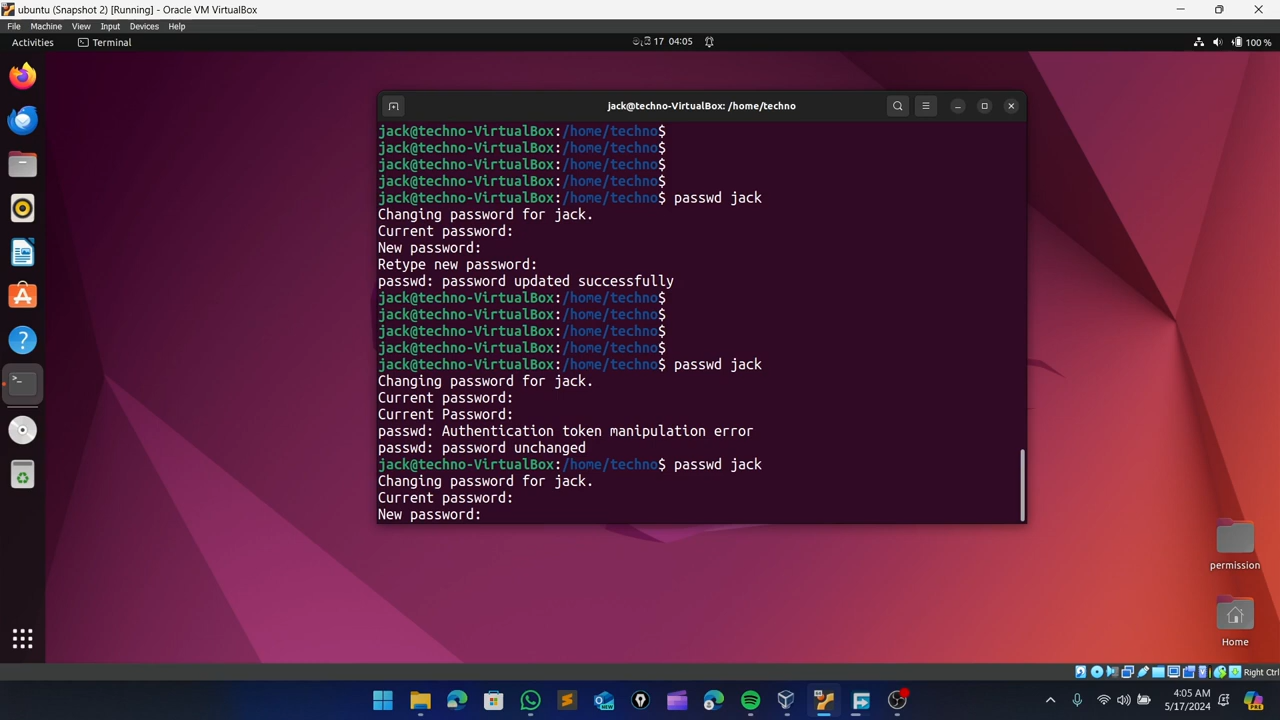 ubuntu (Snapshot 2) [Running] - Oracle VM VirtualBox
File Machine View Input Devices Help
Activities Terminal මැයි 17 04:05 100 %
jack@techno-VirtualBox: /home/techno
jack@techno-VirtualBox:/home/techno$
jack@techno-VirtualBox:/home/techno$
jack@techno-VirtualBox:/home/techno$
jack@techno-VirtualBox:/home/techno$
jack@techno-VirtualBox:/home/techno$ passwd jack
Changing password for jack.
Current password:
New password:
Retype new password:
passwd: password updated successfully
jack@techno-VirtualBox:/home/techno$
jack@techno-VirtualBox:/home/techno$
jack@techno-VirtualBox:/home/techno$
jack@techno-VirtualBox:/home/techno$
jack@techno-VirtualBox:/home/techno$ passwd jack
Changing password for jack.
Current password:
Current Password:
passwd: Authentication token manipulation error
passwd: password unchanged
jack@techno-VirtualBox:/home/techno$ passwd jack
Changing password for jack.
Current password:
New password:
permission
Home
Right Ctrl
4:05 AM
5/17/2024
PRE